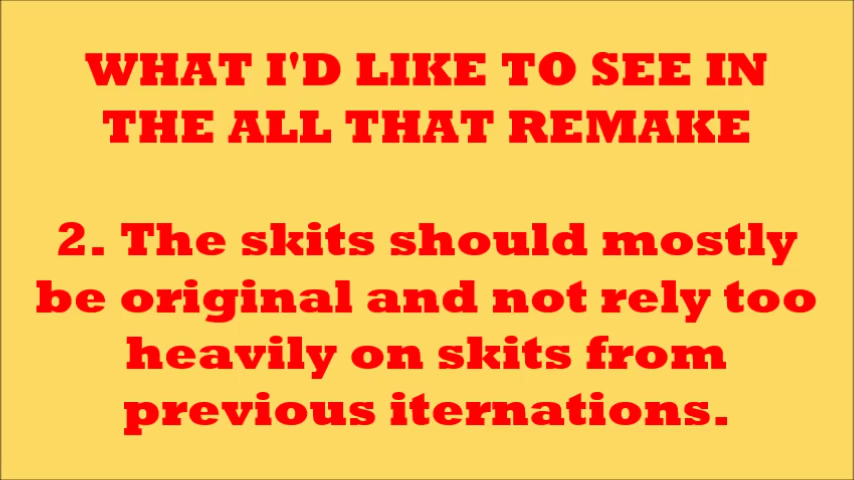 WHAT I'D LIKE TO SEE IN
THE ALL THAT REMAKE
2. The skits should mostly
be original and not rely too
heavily on skits from
previous iternations.